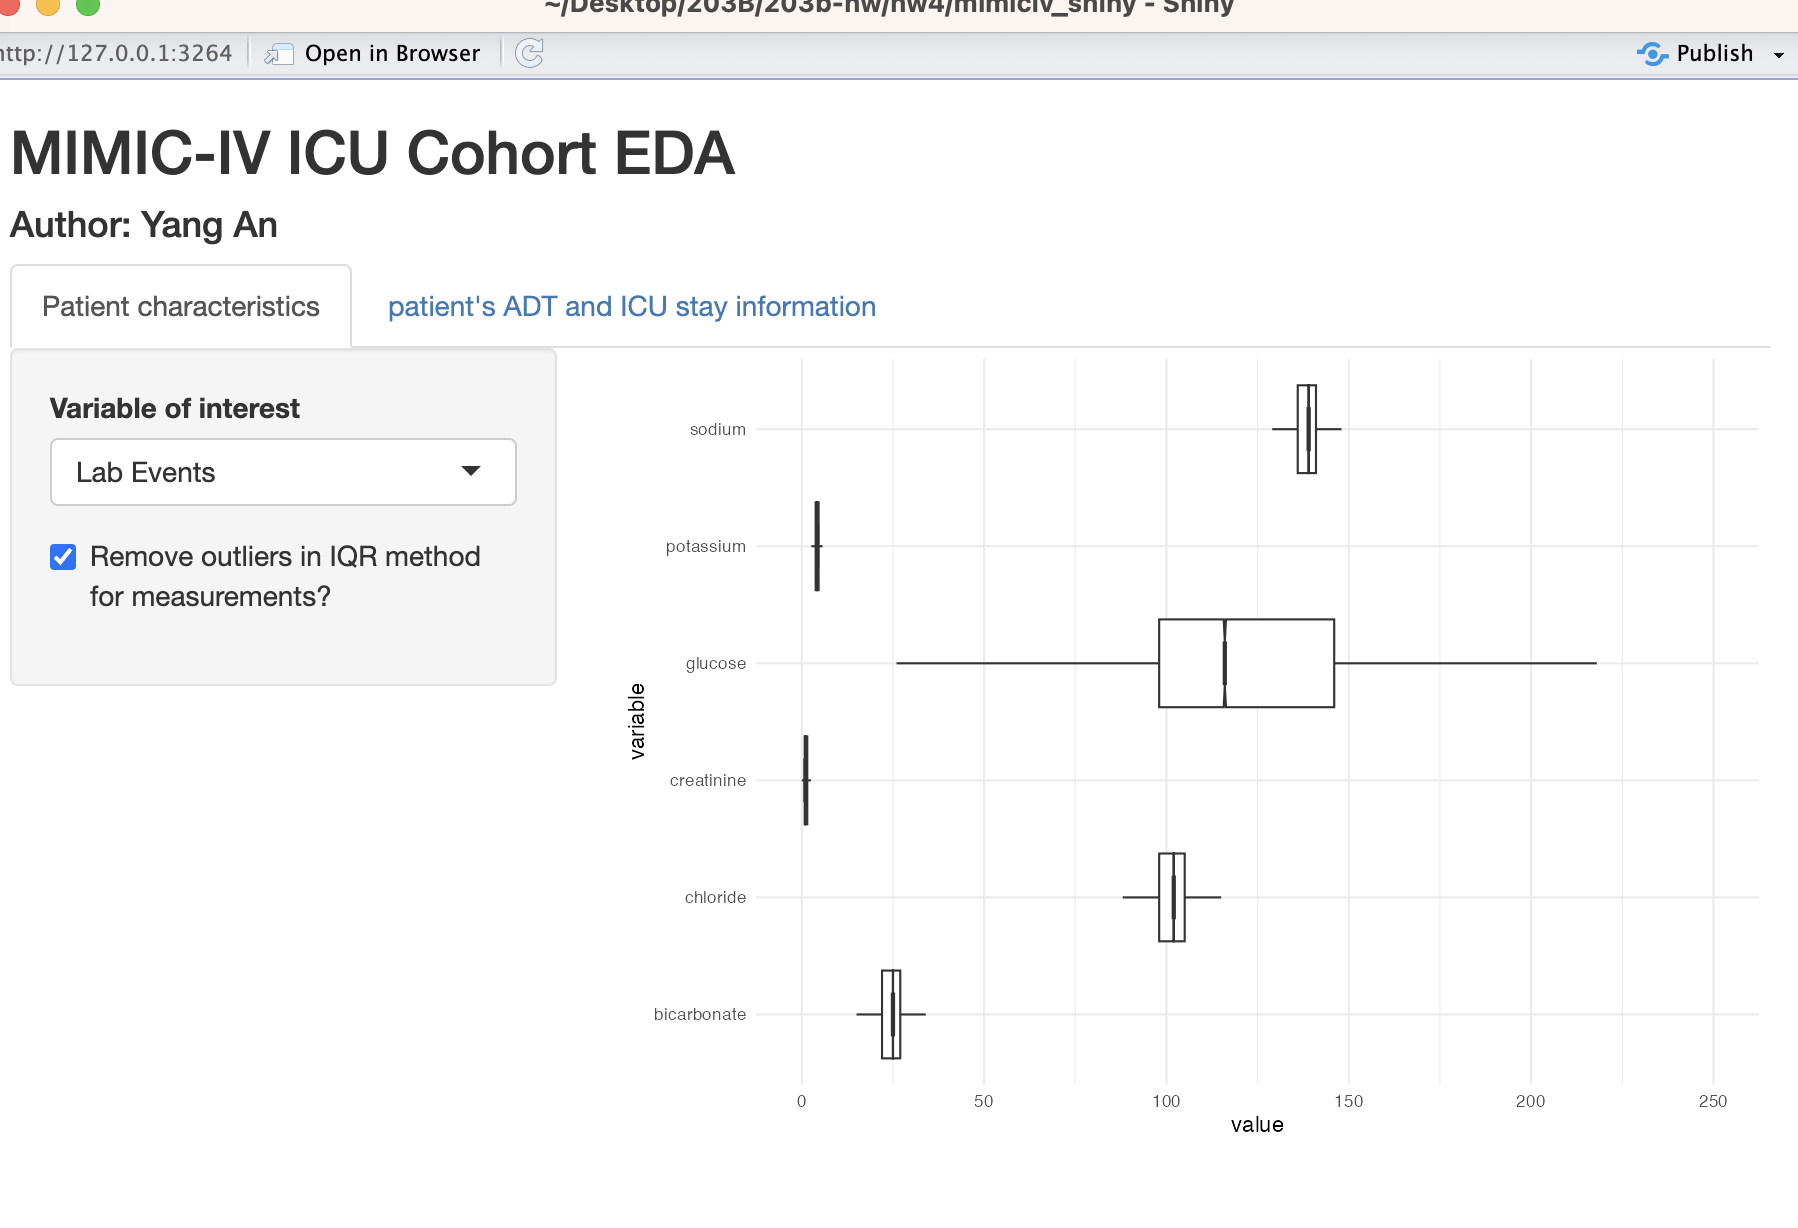 ~/Desktop/203B/203b-hw/hw4/mimiciv_shiny - Shiny
http://127.0.0.1:3264
Open in Browser
Publish
MIMIC-IV ICU Cohort EDA
Author: Yang An
Patient characteristics
patient's ADT and ICU stay information
Variable of interest
Lab Events
Remove outliers in IQR method
for measurements?
variable
sodium
potassium
glucose
creatinine
chloride
bicarbonate
0 50 100 150 200 250
value